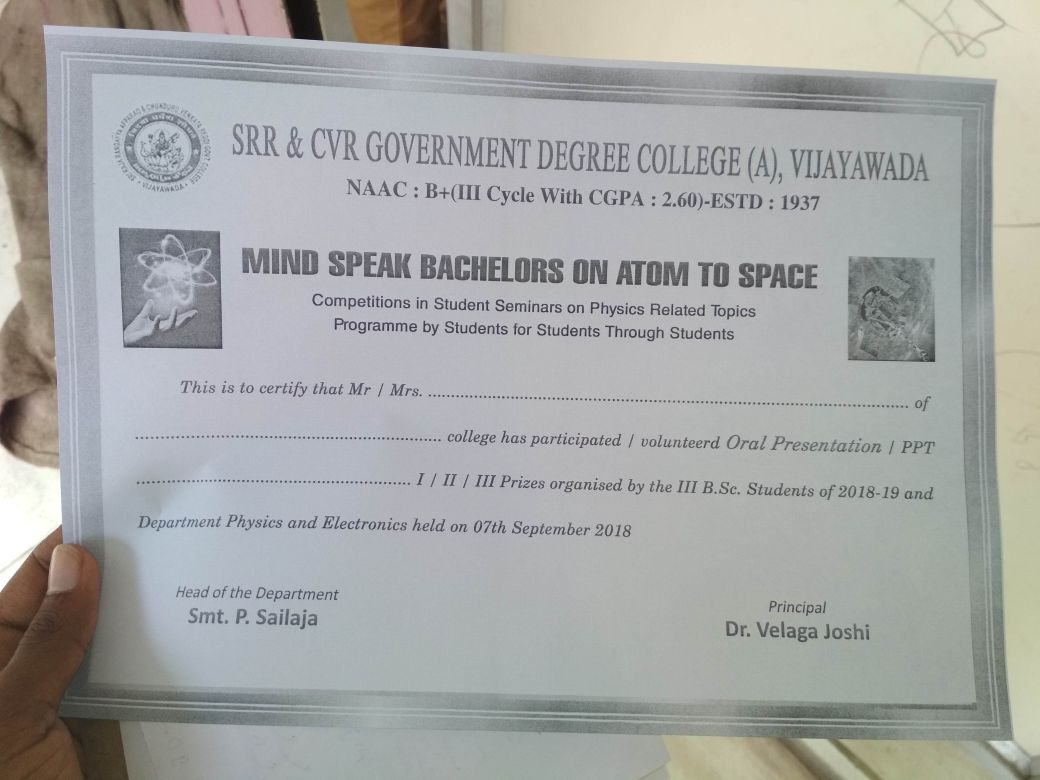 SRR & CVR GOVERNMENT DEGREE COLLEGE (A), VIJAYAWADA
NAAC : B+(III Cycle With CGPA : 2.60)-ESTD : 1937
MIND SPEAK BACHELORS ON ATOM TO SPACE
Competitions in Student Seminars on Physics Related Topics
Programme by Students for Students Through Students
This is to certify that Mr / Mrs. .......................................................................................................... of
.................................................................... college has participated / volunteerd Oral Presentation / PPT
............................................................. I / II / III Prizes organised by the III B.Sc. Students of 2018-19 and
Department Physics and Electronics held on 07th September 2018
Head of the Department
Smt. P. Sailaja
Principal
Dr. Velaga Joshi